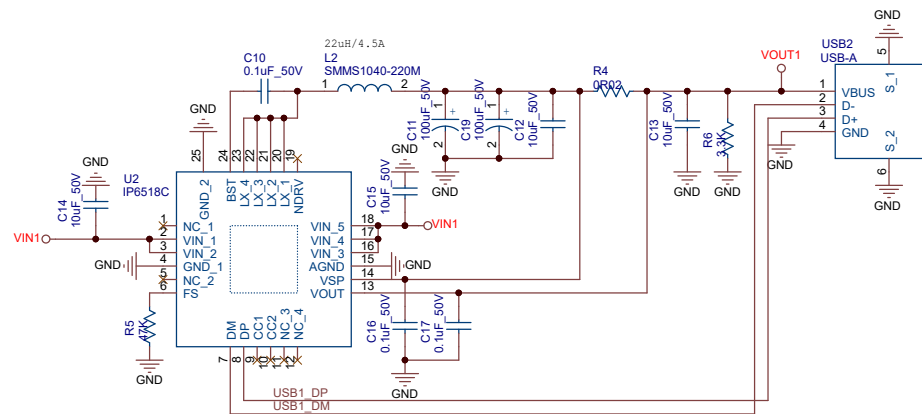 22uH/4.5A
L2
SMMS1040-220M
1
2
C10
0.1uF_50V
GND
25
24
23
22
21
20
19
GND_2
BST
LX_4
LX_3
LX_2
LX_1
NDRV
U2
IP6518C
GND
C14
10uF_50V
VIN1
1
2
3
4
5
6
NC_1
VIN_1
VIN_2
GND_1
NC_2
FS
GND
R5
47K
GND
18
17
16
15
14
13
VIN_5
VIN_4
VIN_3
AGND
VSP
VOUT
GND
C15
10uF_50V
VIN1
GND
DM
DP
CC1
CC2
NC_3
NC_4
7
8
9
10
11
12
C16
0.1uF_50V
C17
0.1uF_50V
GND
USB1_DP
USB1_DM
C11
100uF_50V
1
2
C19
100uF_50V
1
2
C12
10uF_50V
GND
R4
0R02
C13
10uF_50V
GND
R6
3.3K
GND
VOUT1
GND
5
USB2
USB-A
S_1
1
2
3
4
VBUS
D-
D+
GND
GND
S_2
6
GND